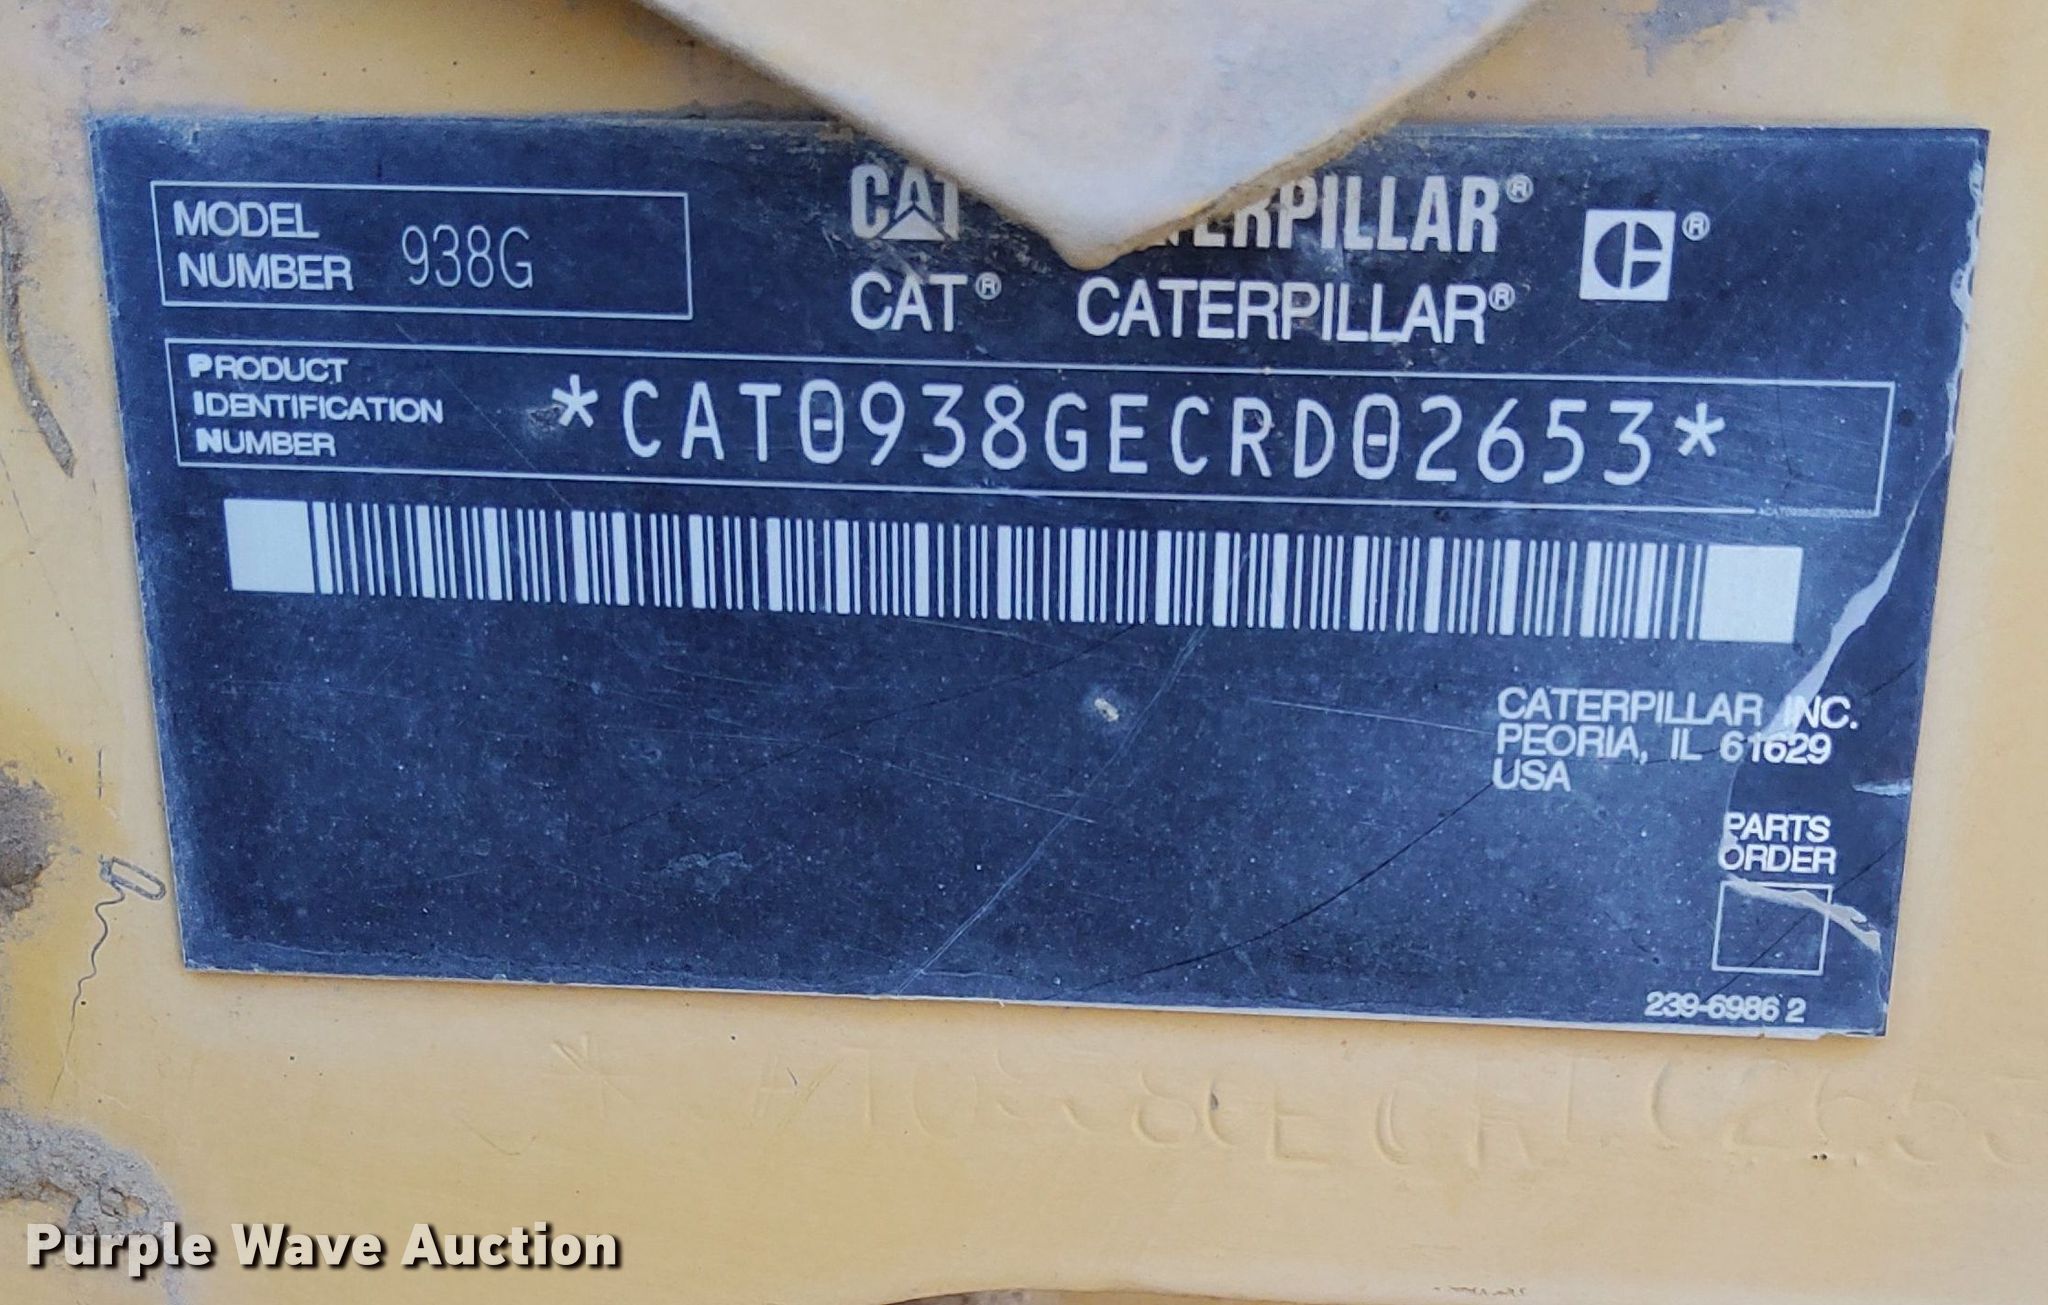 MODEL
NUMBER 938G
CAT ERPILLAR®
CAT® CATERPILLAR® ®
PRODUCT
IDENTIFICATION
NUMBER
*CAT0938GECRD02653*
CATERPILLAR INC.
PEORIA, IL 61629
USA
PARTS
ORDER
239-6986 2
Purple Wave Auction